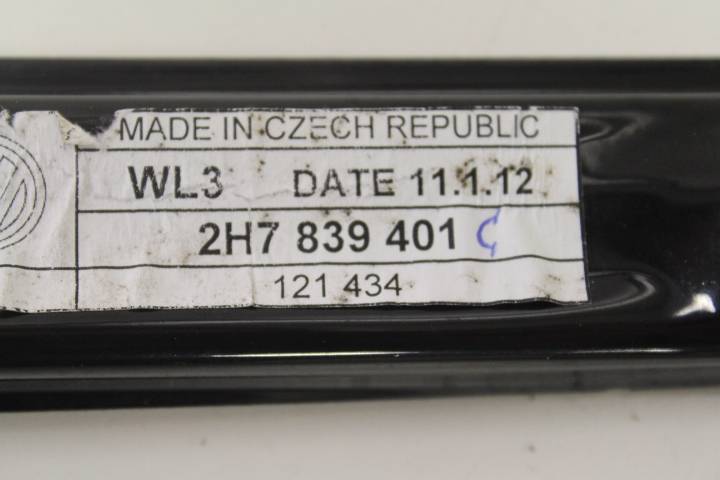 MADE IN CZECH REPUBLIC
WL3 DATE 11.1.12
2H7 839 401 C
121 434